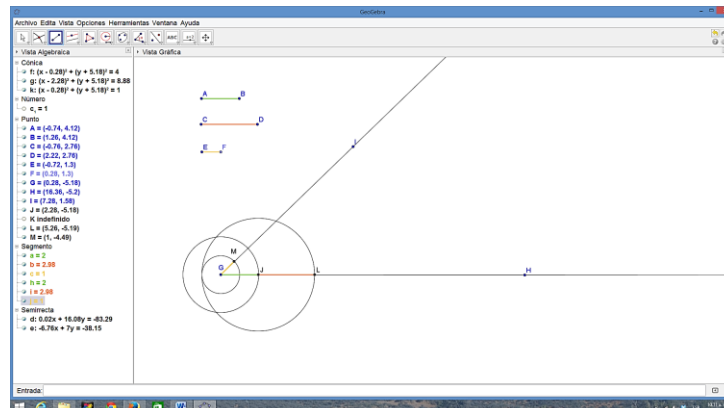 GeoGebra
Archivo Edita Vista Opciones Herramientas Ventana Ayuda
ABC
Vista Algebraica
Vista Gráfica
Cónica
f: (x - 0.28)² + (y + 5.18)² = 4
g: (x - 2.28)² + (y + 5.18)² = 8.88
k: (x - 0.28)² + (y + 5.18)² = 1
Número
c₁ = 1
Punto
A = (-0.74, 4.12)
B = (1.26, 4.12)
C = (-0.76, 2.76)
D = (2.22, 2.76)
E = (-0.72, 1.3)
F = (0.28, 1.3)
G = (0.28, -5.18)
H = (16.36, -5.2)
I = (7.28, 1.58)
J = (2.28, -5.18)
K indefinido
L = (5.26, -5.19)
M = (1, -4.49)
Segmento
a = 2
b = 2.98
c = 1
h = 2
i = 2.98
Semirrecta
d: 0.02x + 16.08y = -83.29
e: -6.76x + 7y = -38.15
A B
C D
E F
I
M
G
J
L
H
Entrada: